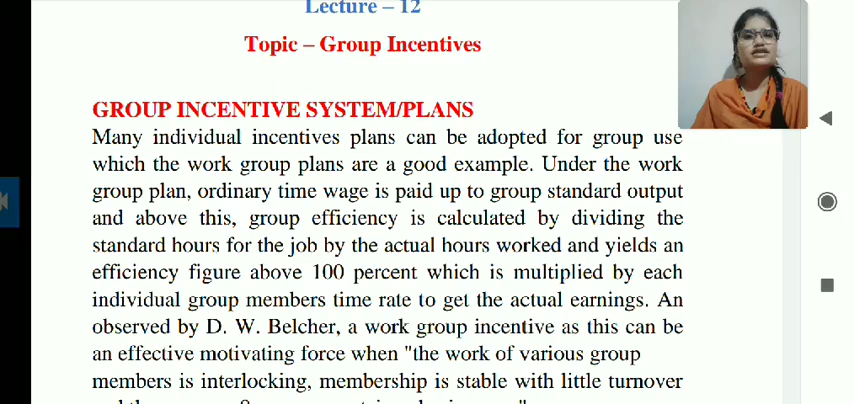 Lecture – 12
Topic – Group Incentives
GROUP INCENTIVE SYSTEM/PLANS
Many individual incentives plans can be adopted for group use
which the work group plans are a good example. Under the work
group plan, ordinary time wage is paid up to group standard output
and above this, group efficiency is calculated by dividing the
standard hours for the job by the actual hours worked and yields an
efficiency figure above 100 percent which is multiplied by each
individual group members time rate to get the actual earnings. An
observed by D. W. Belcher, a work group incentive as this can be
an effective motivating force when "the work of various group
members is interlocking, membership is stable with little turnover